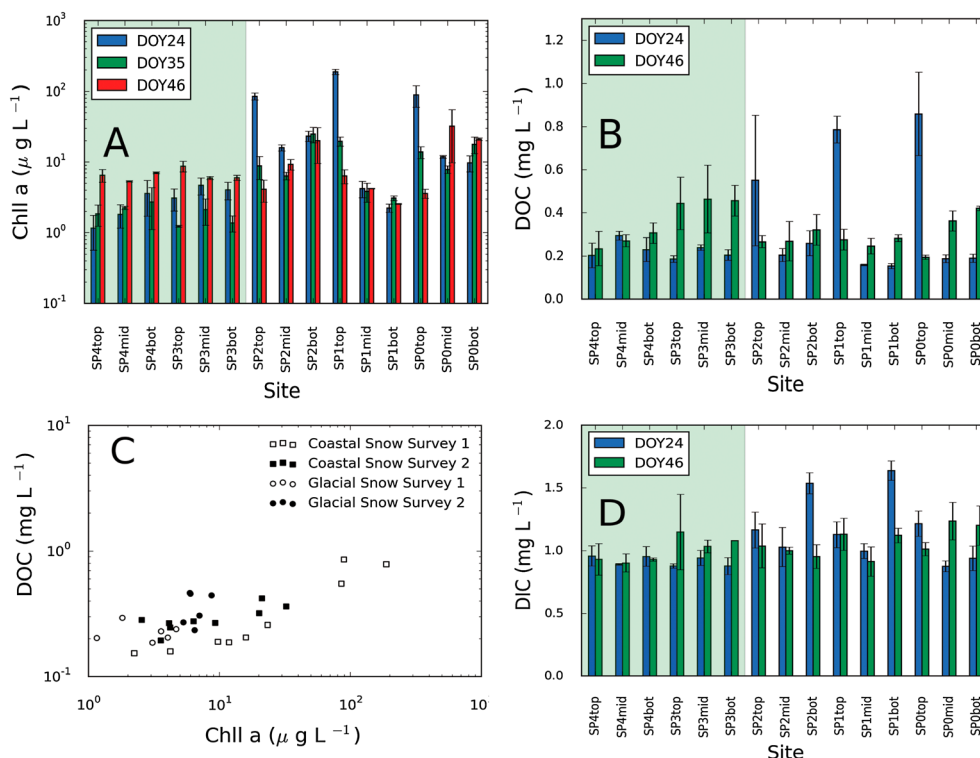 A
Chll a (μ g L⁻¹)
10³
10²
10¹
10⁰
10⁻¹
DOY24
DOY35
DOY46
SP4top
SP4mid
SP4bot
SP3top
SP3mid
SP3bot
SP2top
SP2mid
SP2bot
SP1top
SP1mid
SP1bot
SP0top
SP0mid
SP0bot
Site
B
DOC (mg L⁻¹)
1.2
1.0
0.8
0.6
0.4
0.2
0.0
DOY24
DOY46
SP4top
SP4mid
SP4bot
SP3top
SP3mid
SP3bot
SP2top
SP2mid
SP2bot
SP1top
SP1mid
SP1bot
SP0top
SP0mid
SP0bot
Site
C
DOC (mg L⁻¹)
10¹
10⁰
10⁻¹
Coastal Snow Survey 1
Coastal Snow Survey 2
Glacial Snow Survey 1
Glacial Snow Survey 2
10⁰
10¹
10²
10
Chll a (μ g L⁻¹)
D
DIC (mg L⁻¹)
2.0
1.5
1.0
0.5
0.0
DOY24
DOY46
SP4top
SP4mid
SP4bot
SP3top
SP3mid
SP3bot
SP2top
SP2mid
SP2bot
SP1top
SP1mid
SP1bot
SP0top
SP0mid
SP0bot
Site